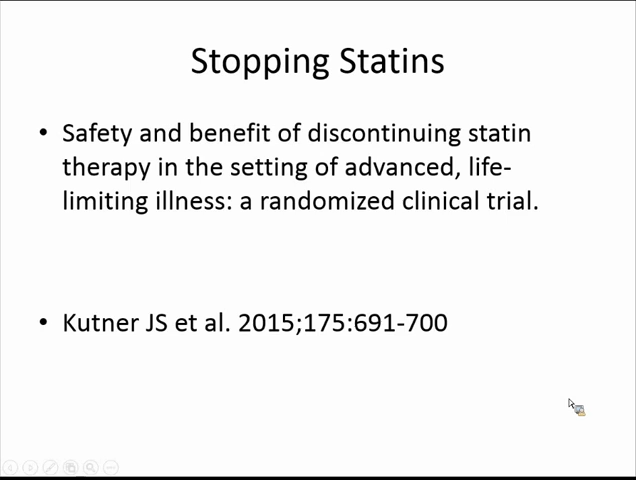 Stopping Statins
• Safety and benefit of discontinuing statin
therapy in the setting of advanced, life-
limiting illness: a randomized clinical trial.
• Kutner JS et al. 2015;175:691-700